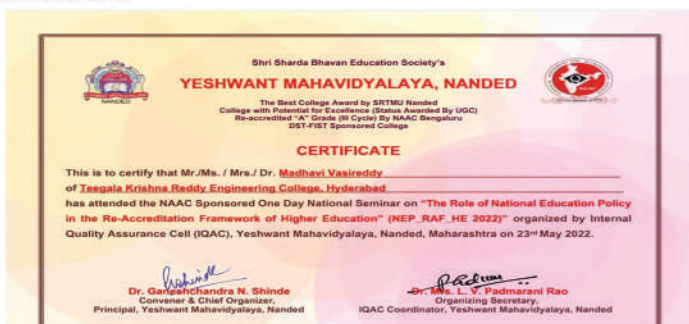 Shri Sharda Bhavan Education Society's
YESHWANT MAHAVIDYALAYA, NANDED
The Best College Award by SRTMU Nanded
College with Potential for Excellence (Status Awarded By UGC)
Re-accredited "A" Grade (III Cycle) By NAAC Bengaluru
DST-FIST Sponsored College
NANDED
CERTIFICATE
This is to certify that Mr./Ms. / Mrs./ Dr. Madhavi Vasireddy
of Teegala Krishna Reddy Engineering College, Hyderabad
has attended the NAAC Sponsored One Day National Seminar on "The Role of National Education Policy
in the Re-Accreditation Framework of Higher Education" (NEP_RAF_HE 2022)" organized by Internal
Quality Assurance Cell (IQAC), Yeshwant Mahavidyalaya, Nanded, Maharashtra on 23rd May 2022.
Dr. Ganeshchandra N. Shinde
Convener & Chief Organizer,
Principal, Yeshwant Mahavidyalaya, Nanded
Dr. Mrs. L. V. Padmarani Rao
Organizing Secretary,
IQAC Coordinator, Yeshwant Mahavidyalaya, Nanded